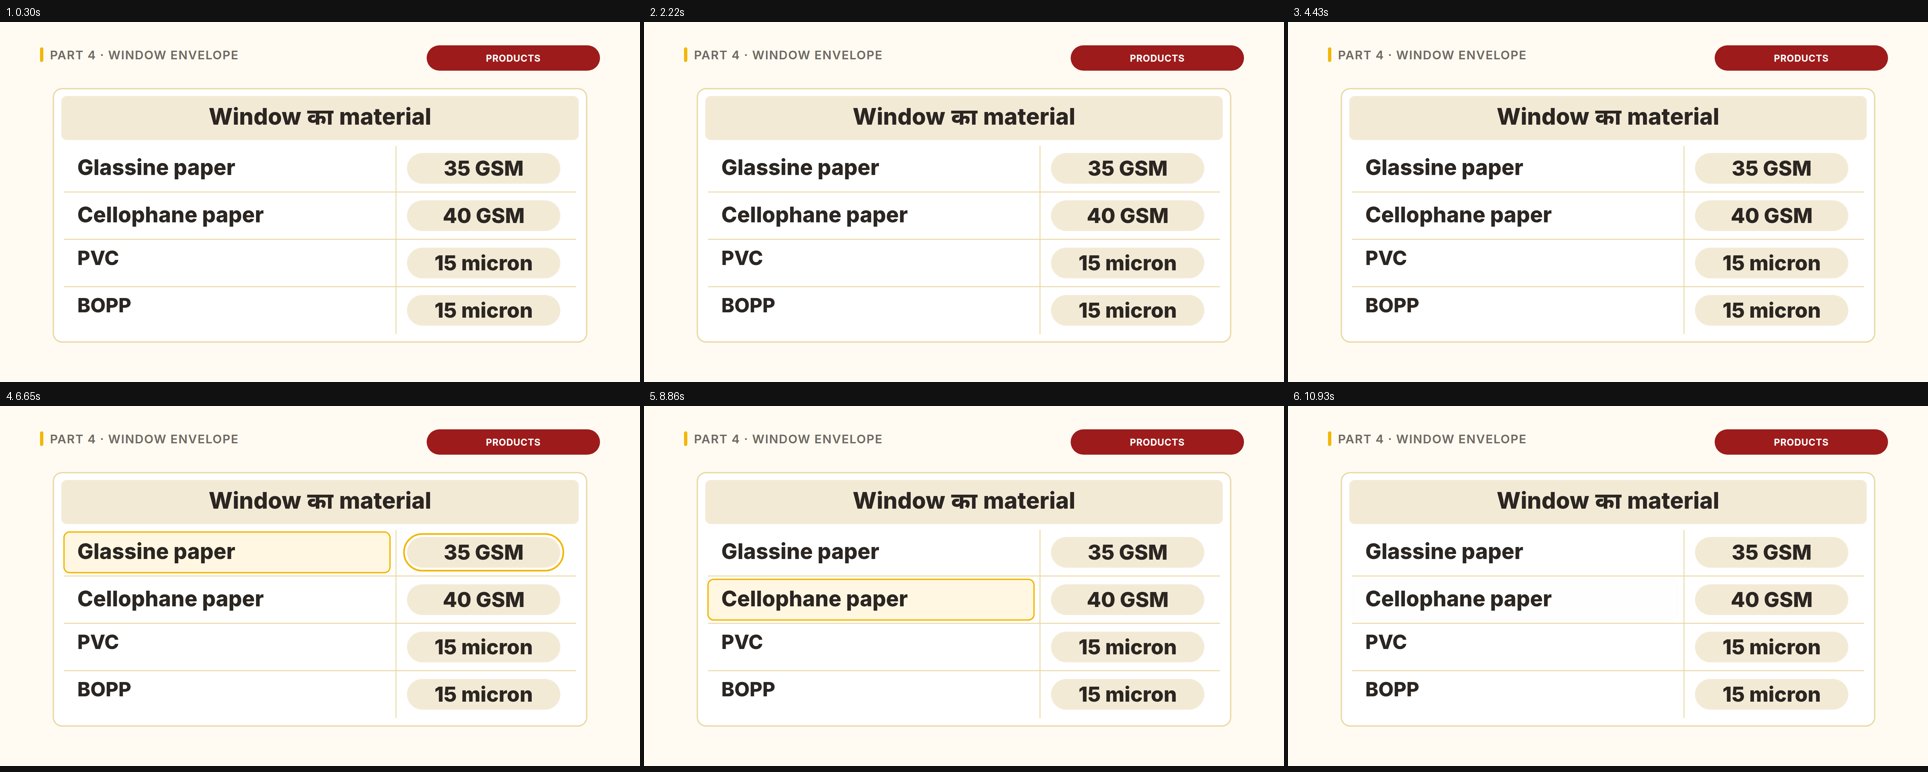 1. 0.30s
PART 4 · WINDOW ENVELOPE
PRODUCTS
Window का material
Glassine paper 35 GSM
Cellophane paper 40 GSM
PVC 15 micron
BOPP 15 micron
2. 2.22s
PART 4 · WINDOW ENVELOPE
PRODUCTS
Window का material
Glassine paper 35 GSM
Cellophane paper 40 GSM
PVC 15 micron
BOPP 15 micron
3. 4.43s
PART 4 · WINDOW ENVELOPE
PRODUCTS
Window का material
Glassine paper 35 GSM
Cellophane paper 40 GSM
PVC 15 micron
BOPP 15 micron
4. 6.65s
PART 4 · WINDOW ENVELOPE
PRODUCTS
Window का material
Glassine paper 35 GSM
Cellophane paper 40 GSM
PVC 15 micron
BOPP 15 micron
5. 8.86s
PART 4 · WINDOW ENVELOPE
PRODUCTS
Window का material
Glassine paper 35 GSM
Cellophane paper 40 GSM
PVC 15 micron
BOPP 15 micron
6. 10.93s
PART 4 · WINDOW ENVELOPE
PRODUCTS
Window का material
Glassine paper 35 GSM
Cellophane paper 40 GSM
PVC 15 micron
BOPP 15 micron